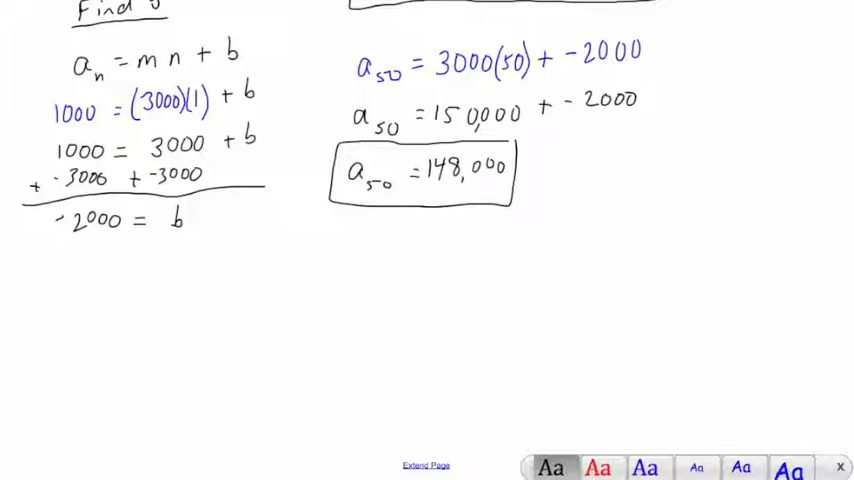 Find b
aₙ = m n + b
1000 = (3000)(1) + b
1000 = 3000 + b
+ -3000 + -3000
-2000 = b
a₅₀ = 3000(50) + -2000
a₅₀ = 150,000 + -2000
a₅₀ = 148,000
Extend Page
Aa Aa Aa Aa Aa Aa x